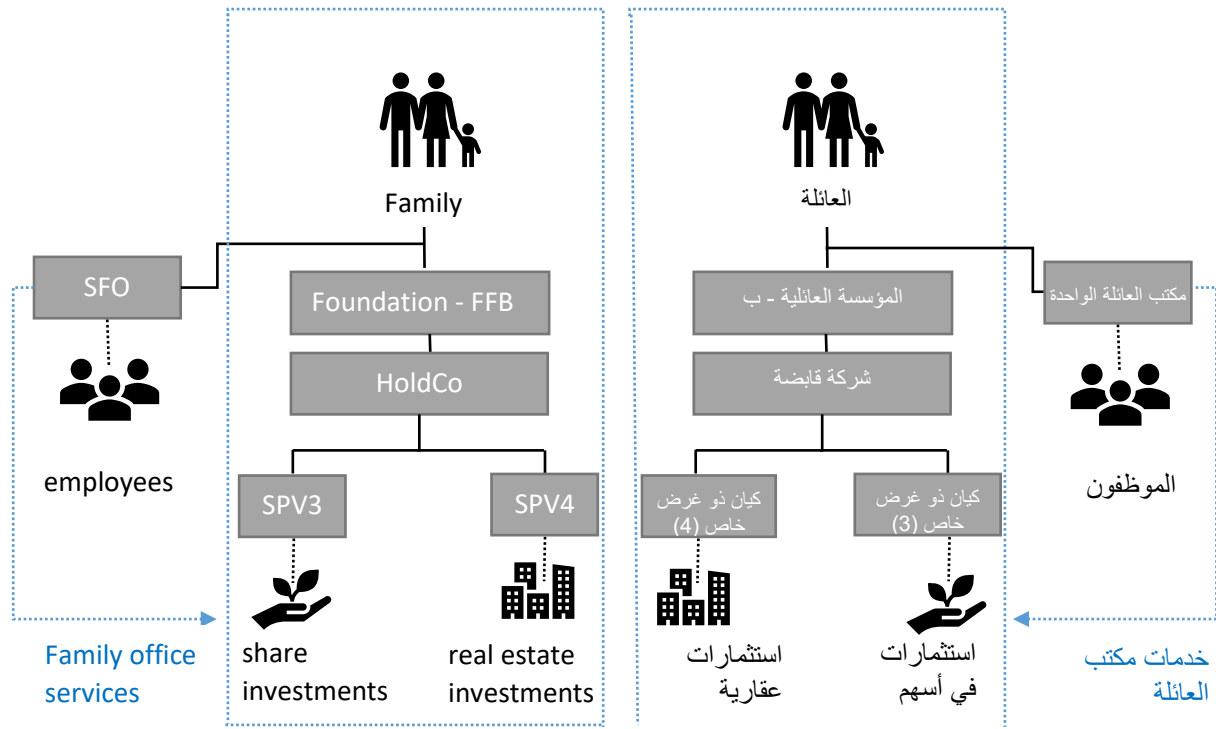 Family
SFO
Foundation - FFB
HoldCo
employees
SPV3
SPV4
Family office
services
share
investments
real estate
investments
العائلة
المؤسسة العائلية - ب
مكتب العائلة الواحدة
شركة قابضة
الموظفون
كيان ذو غرض
خاص (3)
كيان ذو غرض
خاص (4)
خدمات مكتب
العائلة
استثمارات
في أسهم
استثمارات
عقارية